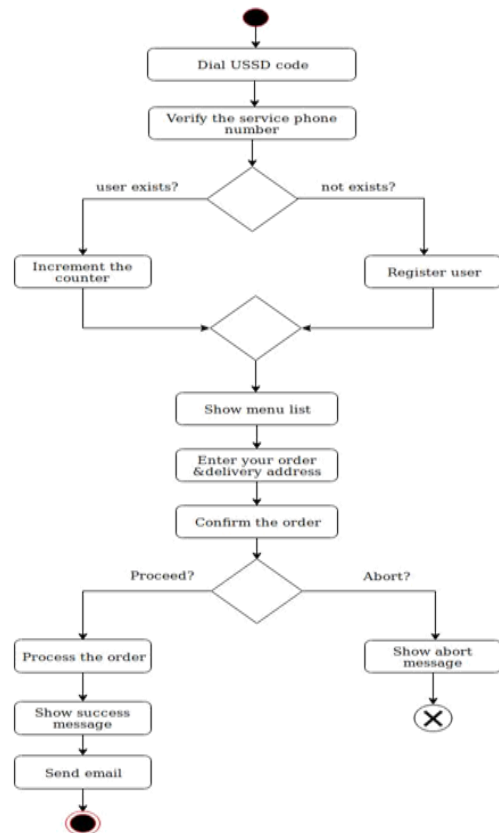 Dial USSD code
Verify the service phone
number
user exists?
not exists?
Increment the
counter
Register user
Show menu list
Enter your order
&delivery address
Confirm the order
Proceed?
Abort?
Process the order
Show abort
message
Show success
message
Send email